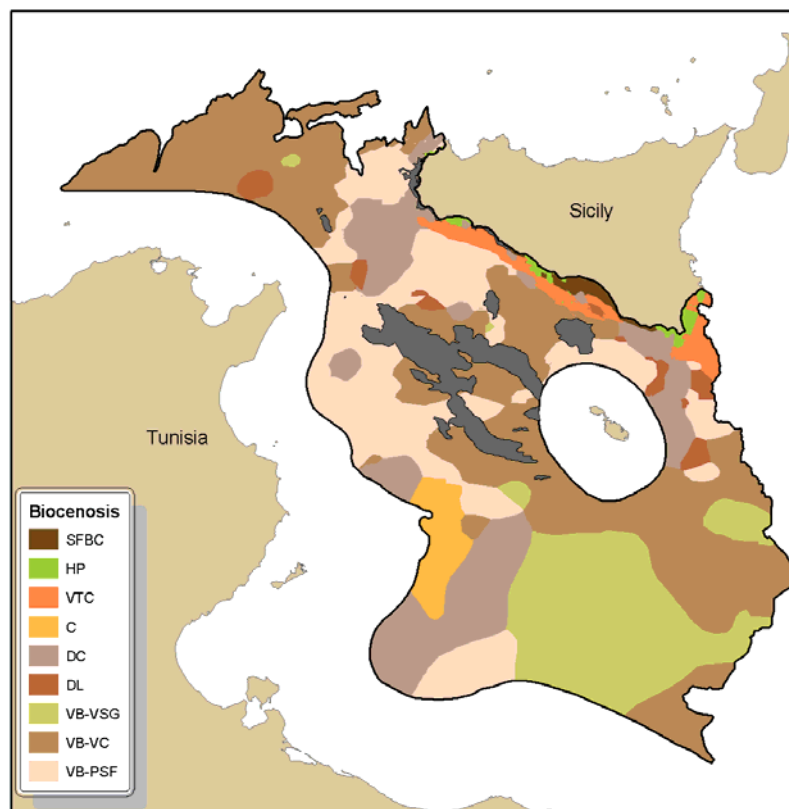 Sicily
Tunisia
Biocenosis
SFBC
HP
VTC
C
DC
DL
VB-VSG
VB-VC
VB-PSF